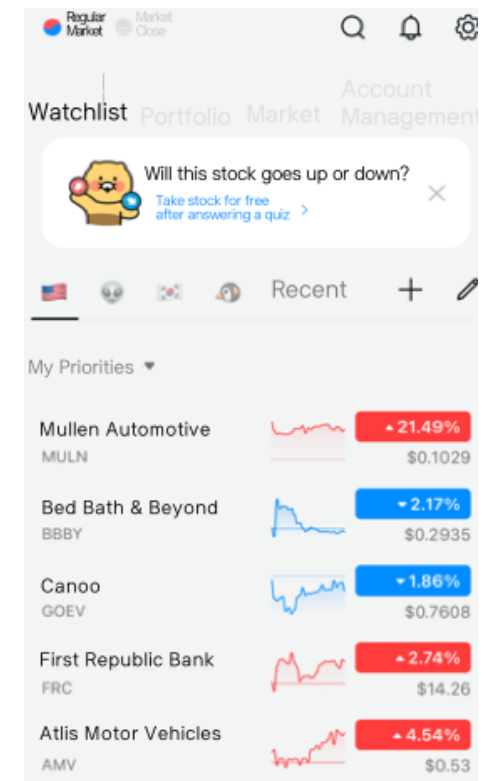 Regular
Market
Market
Close
Watchlist
Portfolio
Market
Account
Management
Will this stock goes up or down?
Take stock for free
after answering a quiz >
Recent
My Priorities ▼
Mullen Automotive
MULN
▲ 21.49%
$0.1029
Bed Bath & Beyond
BBBY
▼ 2.17%
$0.2935
Canoo
GOEV
▼ 1.86%
$0.7608
First Republic Bank
FRC
▲ 2.74%
$14.26
Atlis Motor Vehicles
AMV
▲ 4.54%
$0.53